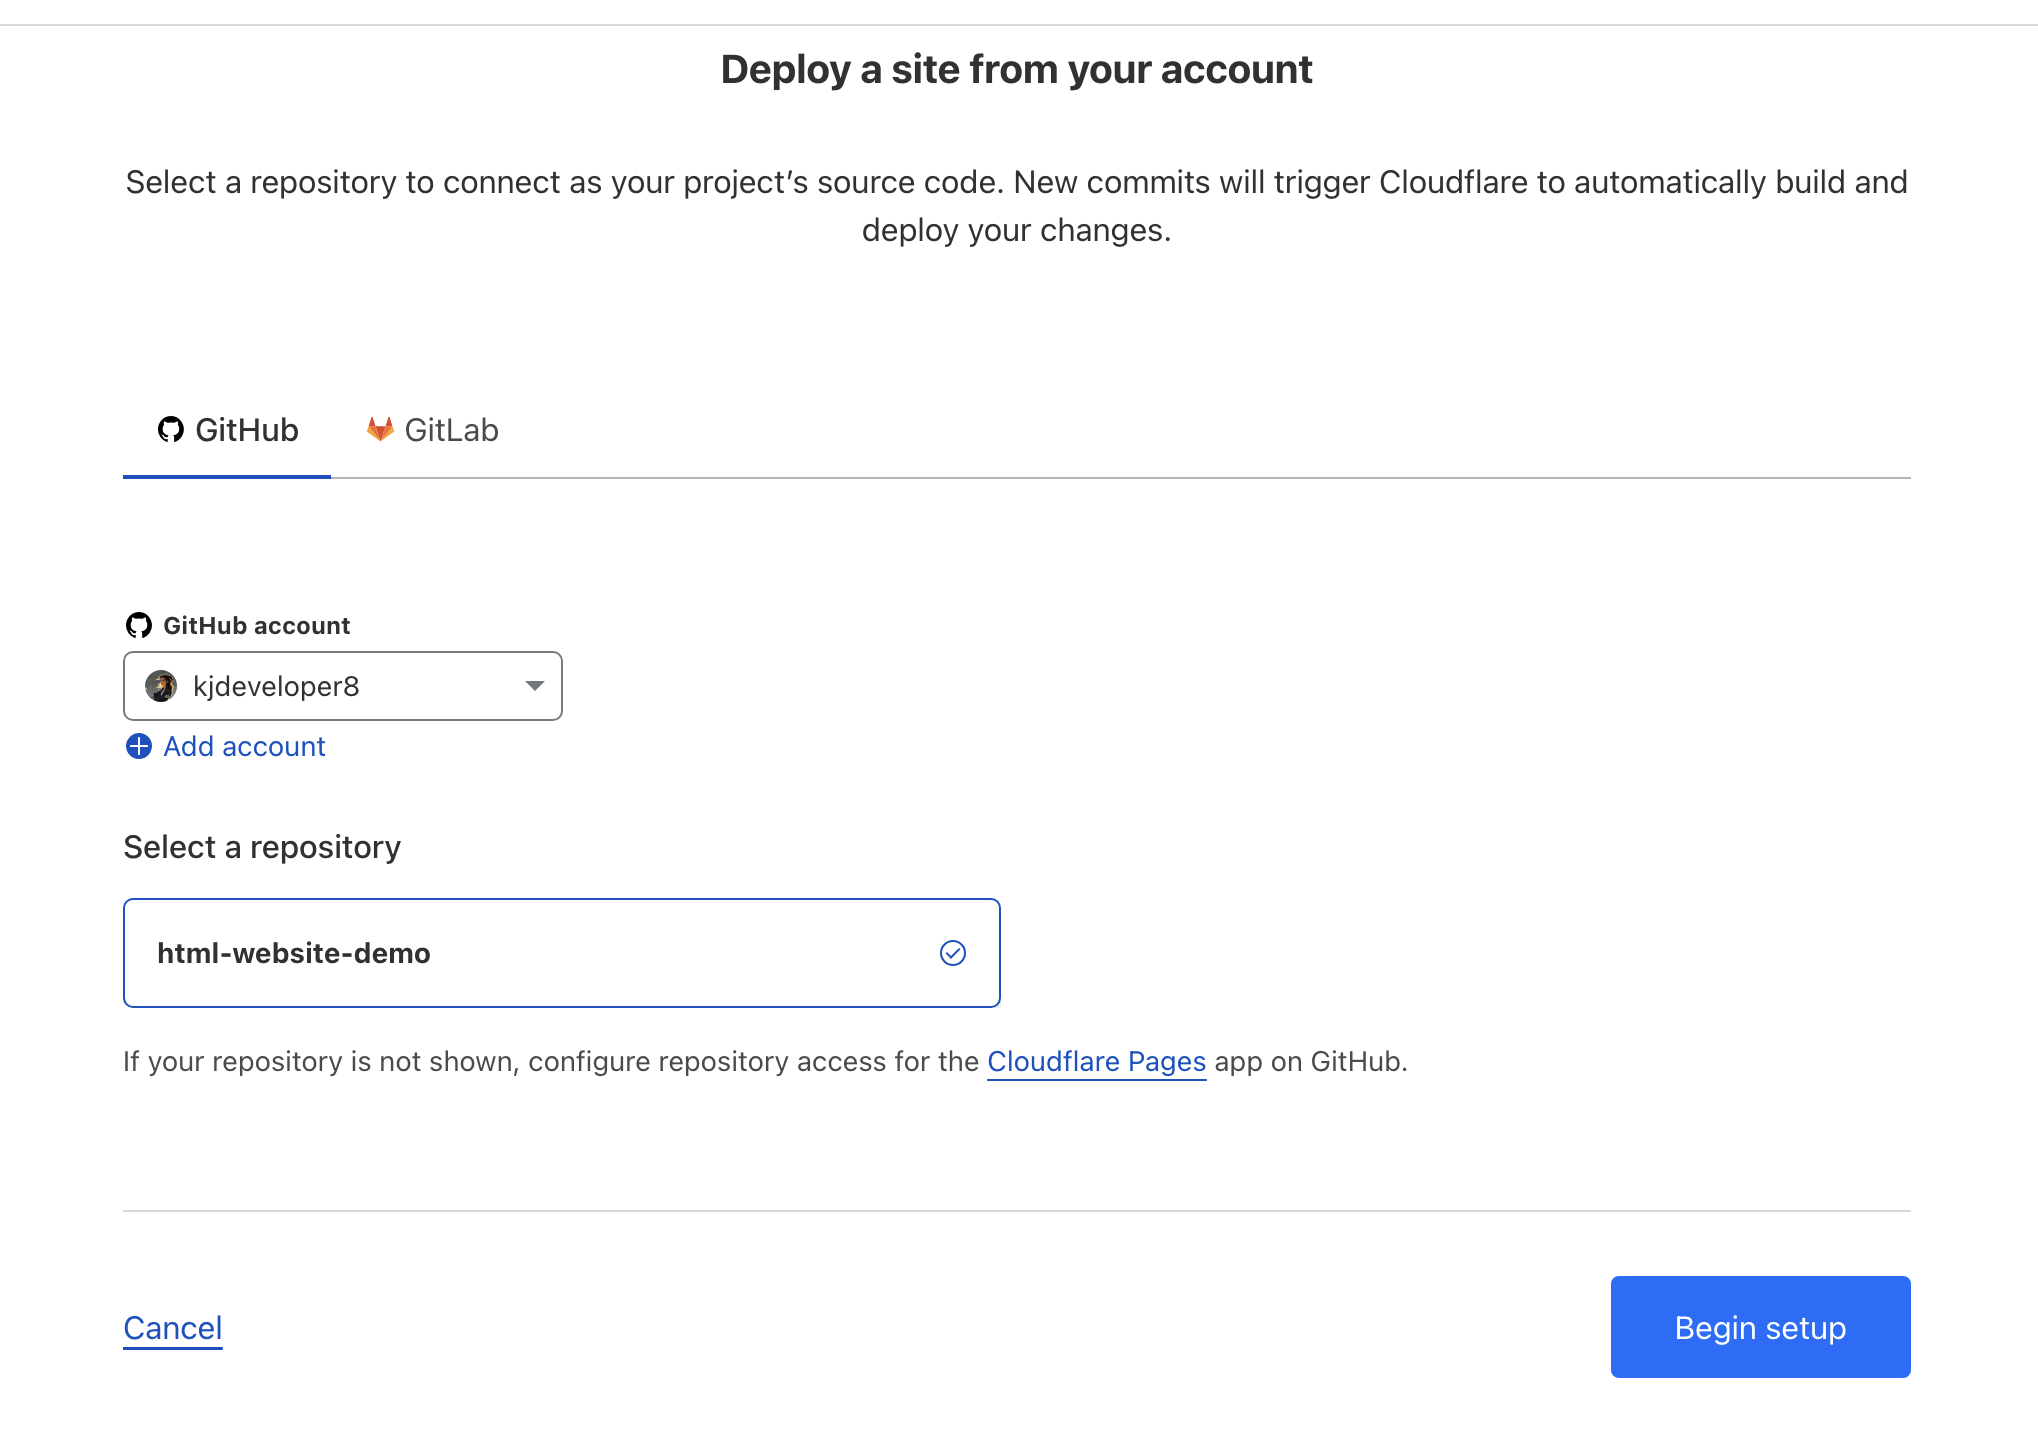 Deploy a site from your account
Select a repository to connect as your project's source code. New commits will trigger Cloudflare to automatically build and
deploy your changes.
GitHub
GitLab
GitHub account
kjdeveloper8
Add account
Select a repository
html-website-demo
If your repository is not shown, configure repository access for the Cloudflare Pages app on GitHub.
Cancel
Begin setup